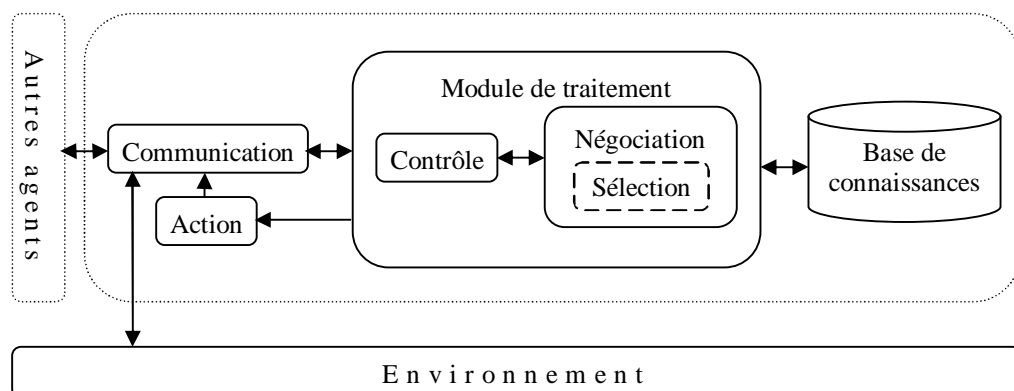 Autres agents
Module de traitement
Communication
Contrôle
Négociation
Sélection
Base de
connaissances
Action
Environnement